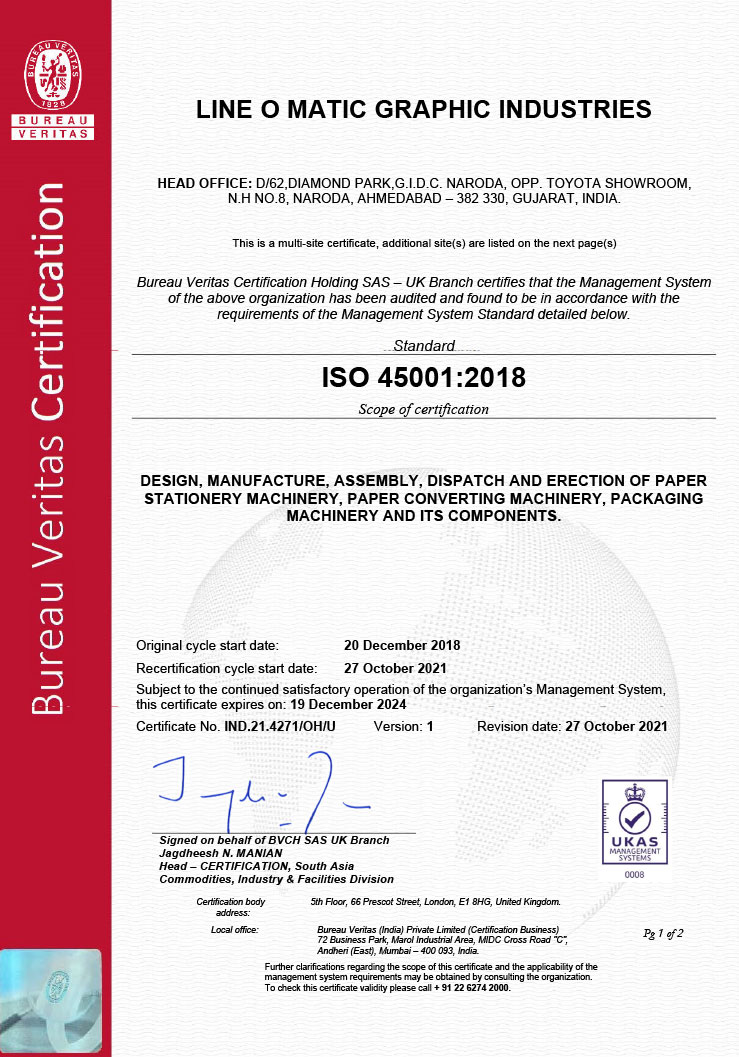 BUREAU VERITAS
1828
BUREAU
VERITAS
Bureau Veritas Certification
LINE O MATIC GRAPHIC INDUSTRIES
HEAD OFFICE: D/62,DIAMOND PARK,G.I.D.C. NARODA, OPP. TOYOTA SHOWROOM,
N.H NO.8, NARODA, AHMEDABAD – 382 330, GUJARAT, INDIA.
This is a multi-site certificate, additional site(s) are listed on the next page(s)
Bureau Veritas Certification Holding SAS – UK Branch certifies that the Management System
of the above organization has been audited and found to be in accordance with the
requirements of the Management System Standard detailed below.
Standard
ISO 45001:2018
Scope of certification
DESIGN, MANUFACTURE, ASSEMBLY, DISPATCH AND ERECTION OF PAPER
STATIONERY MACHINERY, PAPER CONVERTING MACHINERY, PACKAGING
MACHINERY AND ITS COMPONENTS.
Original cycle start date: 20 December 2018
Recertification cycle start date: 27 October 2021
Subject to the continued satisfactory operation of the organization's Management System,
this certificate expires on: 19 December 2024
Certificate No. IND.21.4271/OH/U Version: 1 Revision date: 27 October 2021
Signed on behalf of BVCH SAS UK Branch
Jagdheesh N. MANIAN
Head – CERTIFICATION, South Asia
Commodities, Industry & Facilities Division
UKAS
MANAGEMENT
SYSTEMS
0008
Certification body address: 5th Floor, 66 Prescot Street, London, E1 8HG, United Kingdom.
Local office: Bureau Veritas (India) Private Limited (Certification Business)
72 Business Park, Marol Industrial Area, MIDC Cross Road "C",
Andheri (East), Mumbai – 400 093, India.
Pg 1 of 2
Further clarifications regarding the scope of this certificate and the applicability of the
management system requirements may be obtained by consulting the organization.
To check this certificate validity please call + 91 22 6274 2000.